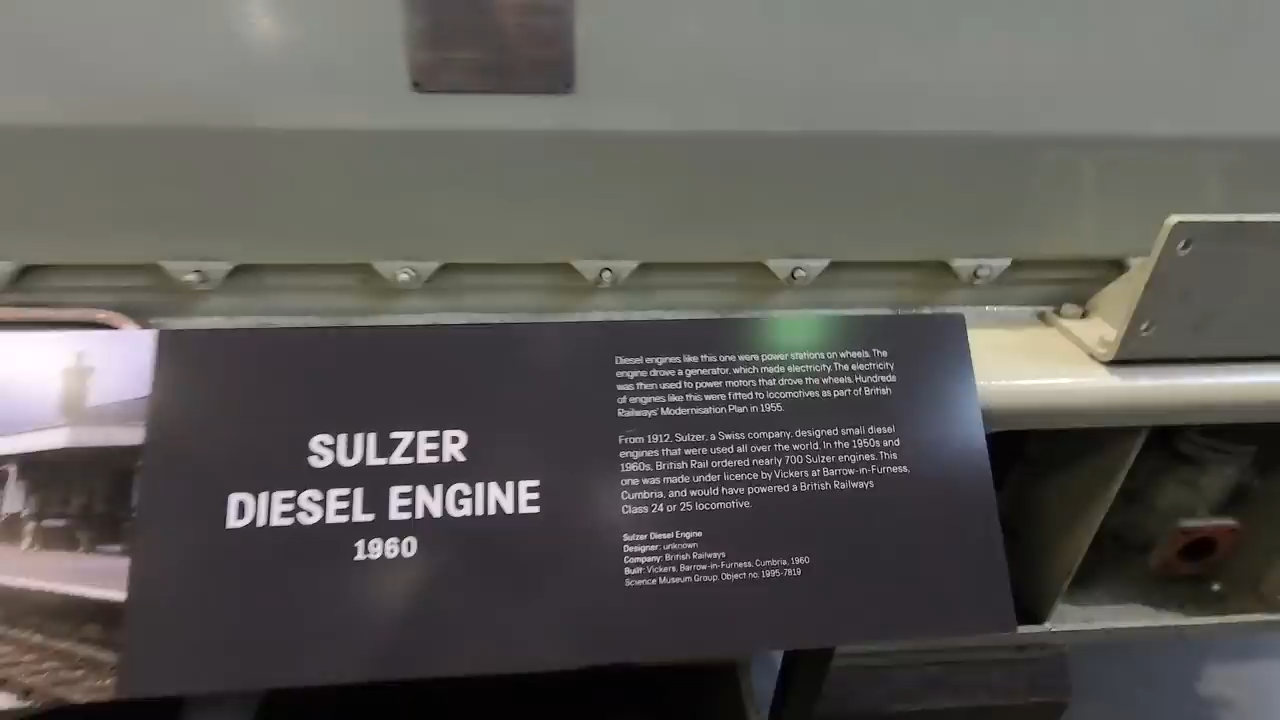 SULZER
DIESEL ENGINE
1960
Diesel engines like this one were power stations on wheels. The
engine drove a generator, which made electricity. The electricity
was then used to power motors that drove the wheels. Hundreds
of engines like this were fitted to locomotives as part of British
Railways' Modernisation Plan in 1955.
From 1912, Sulzer, a Swiss company, designed small diesel
engines that were used all over the world. In the 1950s and
1960s, British Rail ordered nearly 700 Sulzer engines. This
one was made under licence by Vickers at Barrow-in-Furness,
Cumbria, and would have powered a British Railways
Class 24 or 25 locomotive.
Sulzer Diesel Engine
Designer: unknown
Company: British Railways
Built: Vickers, Barrow-in-Furness, Cumbria, 1960
Science Museum Group. Object no. 1995-7819